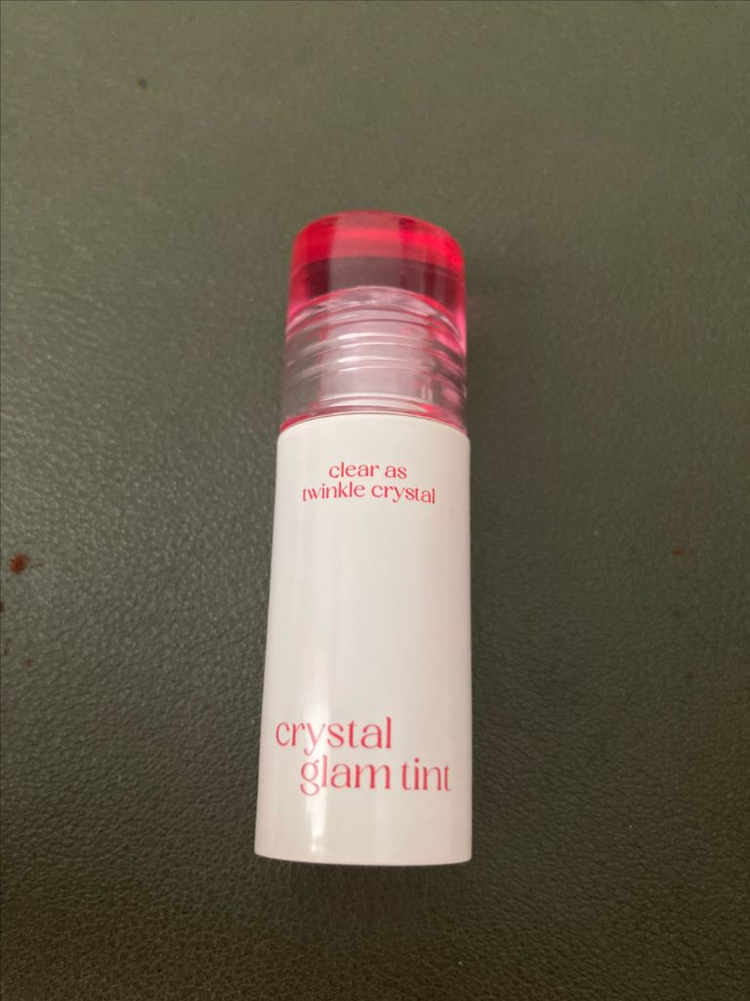 clear as
twinkle crystal
crystal
glam tint